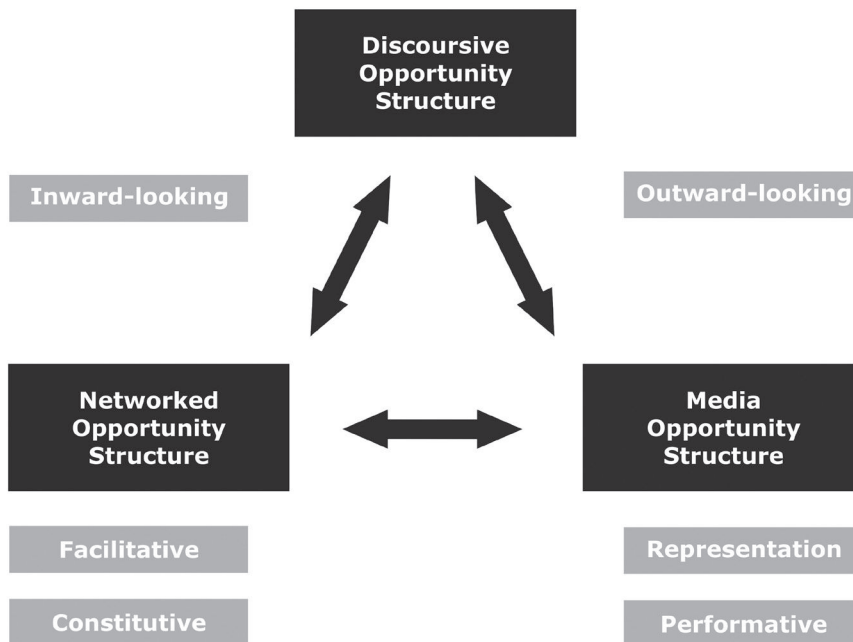 Discoursive
Opportunity
Structure
Inward-looking
Outward-looking
Networked
Opportunity
Structure
Media
Opportunity
Structure
Facilitative
Representation
Constitutive
Performative